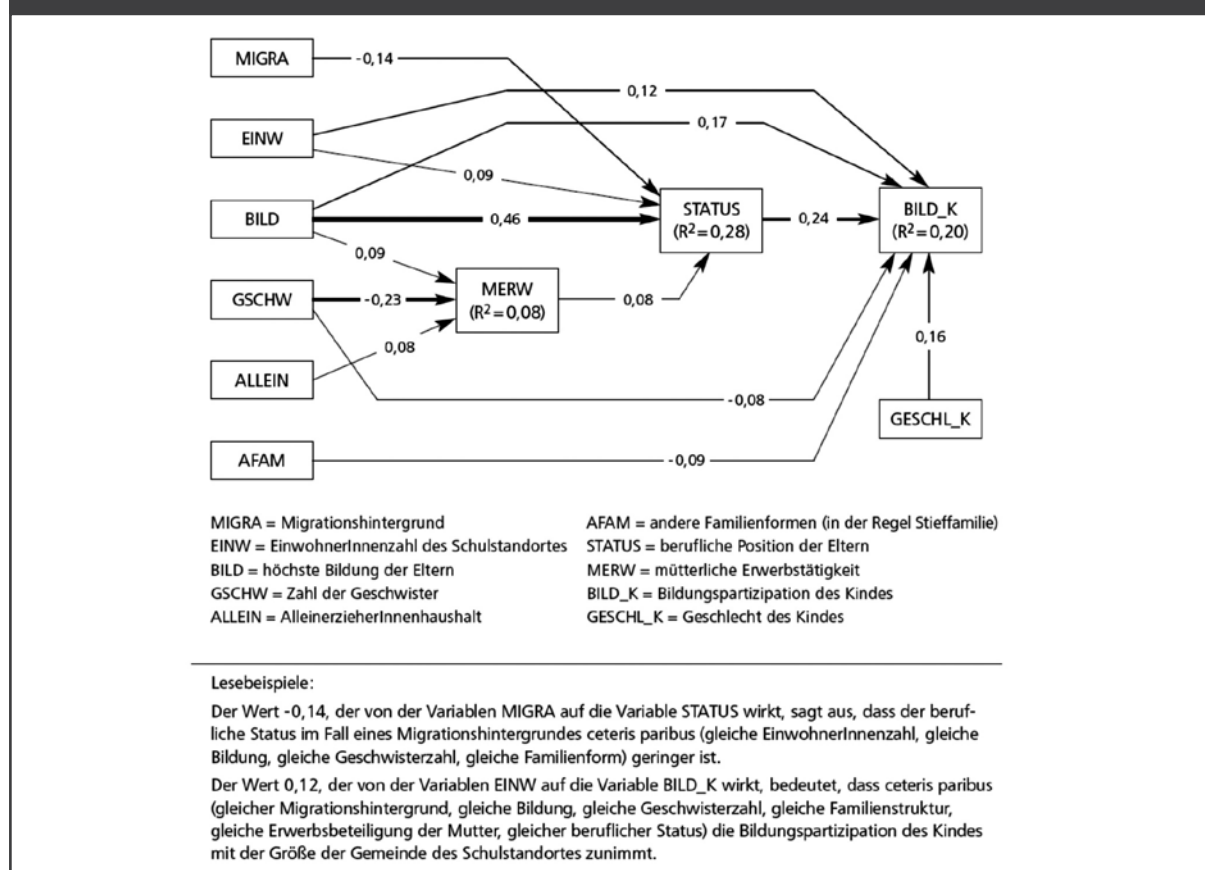 MIGRA
-0,14
0,12
EINW
0,17
0,09
BILD
0,46
STATUS
(R²=0,28)
0,24
BILD_K
(R²=0,20)
0,09
GSCHW
-0,23
MERW
(R²=0,08)
0,08
0,08
0,16
ALLEIN
-0,08
GESCHL_K
AFAM
-0,09
MIGRA = Migrationshintergrund
EINW = EinwohnerInnenzahl des Schulstandortes
BILD = höchste Bildung der Eltern
GSCHW = Zahl der Geschwister
ALLEIN = AlleinerzieherInnenhaushalt
AFAM = andere Familienformen (in der Regel Stieffamilie)
STATUS = berufliche Position der Eltern
MERW = mütterliche Erwerbstätigkeit
BILD_K = Bildungspartizipation des Kindes
GESCHL_K = Geschlecht des Kindes
Lesebeispiele:
Der Wert -0,14, der von der Variablen MIGRA auf die Variable STATUS wirkt, sagt aus, dass der beruf-
liche Status im Fall eines Migrationshintergrundes ceteris paribus (gleiche EinwohnerInnenzahl, gleiche
Bildung, gleiche Geschwisterzahl, gleiche Familienform) geringer ist.
Der Wert 0,12, der von der Variablen EINW auf die Variable BILD_K wirkt, bedeutet, dass ceteris paribus
(gleicher Migrationshintergrund, gleiche Bildung, gleiche Geschwisterzahl, gleiche Familienstruktur,
gleiche Erwerbsbeteiligung der Mutter, gleicher beruflicher Status) die Bildungspartizipation des Kindes
mit der Größe der Gemeinde des Schulstandortes zunimmt.